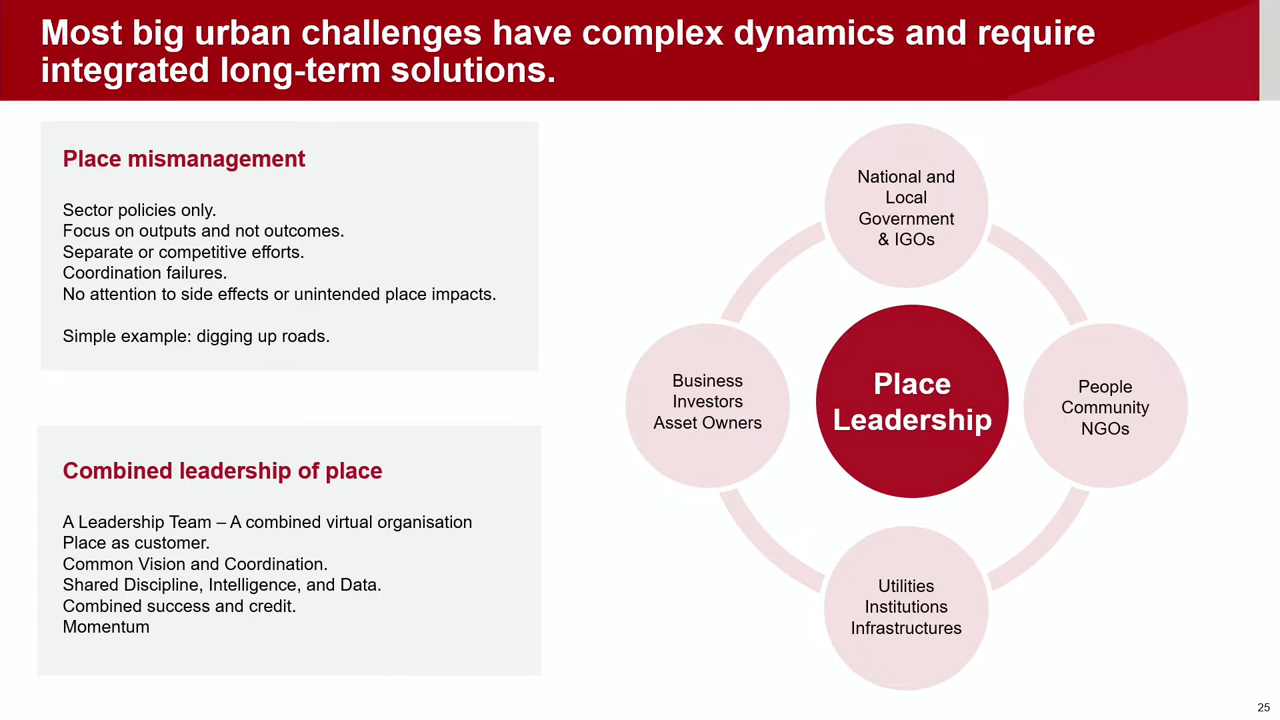 Most big urban challenges have complex dynamics and require
integrated long-term solutions.
Place mismanagement
Sector policies only.
Focus on outputs and not outcomes.
Separate or competitive efforts.
Coordination failures.
No attention to side effects or unintended place impacts.
Simple example: digging up roads.
Combined leadership of place
A Leadership Team – A combined virtual organisation
Place as customer.
Common Vision and Coordination.
Shared Discipline, Intelligence, and Data.
Combined success and credit.
Momentum
National and
Local
Government
& IGOs
Business
Investors
Asset Owners
Place
Leadership
People
Community
NGOs
Utilities
Institutions
Infrastructures
25